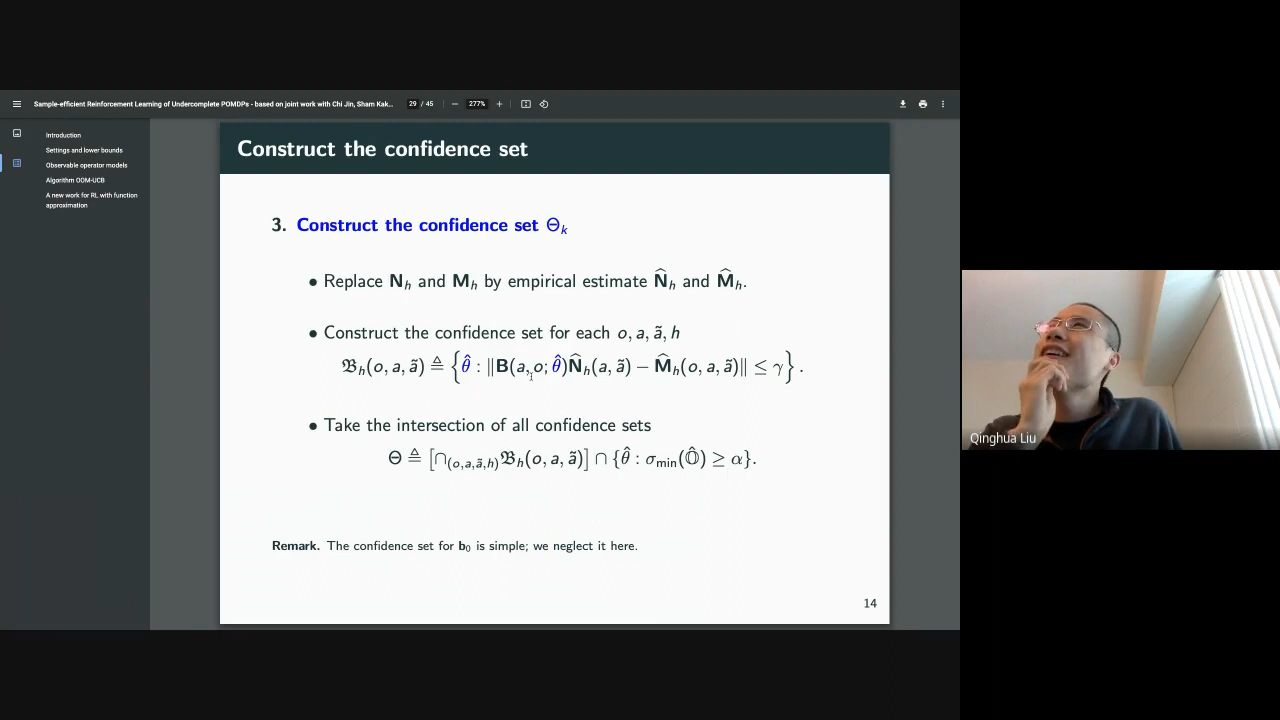 Sample-efficient Reinforcement Learning of Undercomplete POMDPs - based on joint work with Chi Jin, Sham Kak... 29 / 45 277%
Introduction
Settings and lower bounds
Observable operator models
Algorithm OOM-UCB
A new work for RL with function
approximation
Construct the confidence set
3. Construct the confidence set Θₖ
• Replace N_h and M_h by empirical estimate N̂_h and M̂_h.
• Construct the confidence set for each o, a, ã, h
𝔅_h(o, a, ã) ≜ { θ̂ : ‖B(a, o; θ̂)N̂_h(a, ã) − M̂_h(o, a, ã)‖ ≤ γ } .
• Take the intersection of all confidence sets
Θ ≜ [∩_(o,a,ã,h) 𝔅_h(o, a, ã)] ∩ {θ̂ : σ_min(𝕆̂) ≥ α}.
Remark. The confidence set for b₀ is simple; we neglect it here.
14
Qinghua Liu